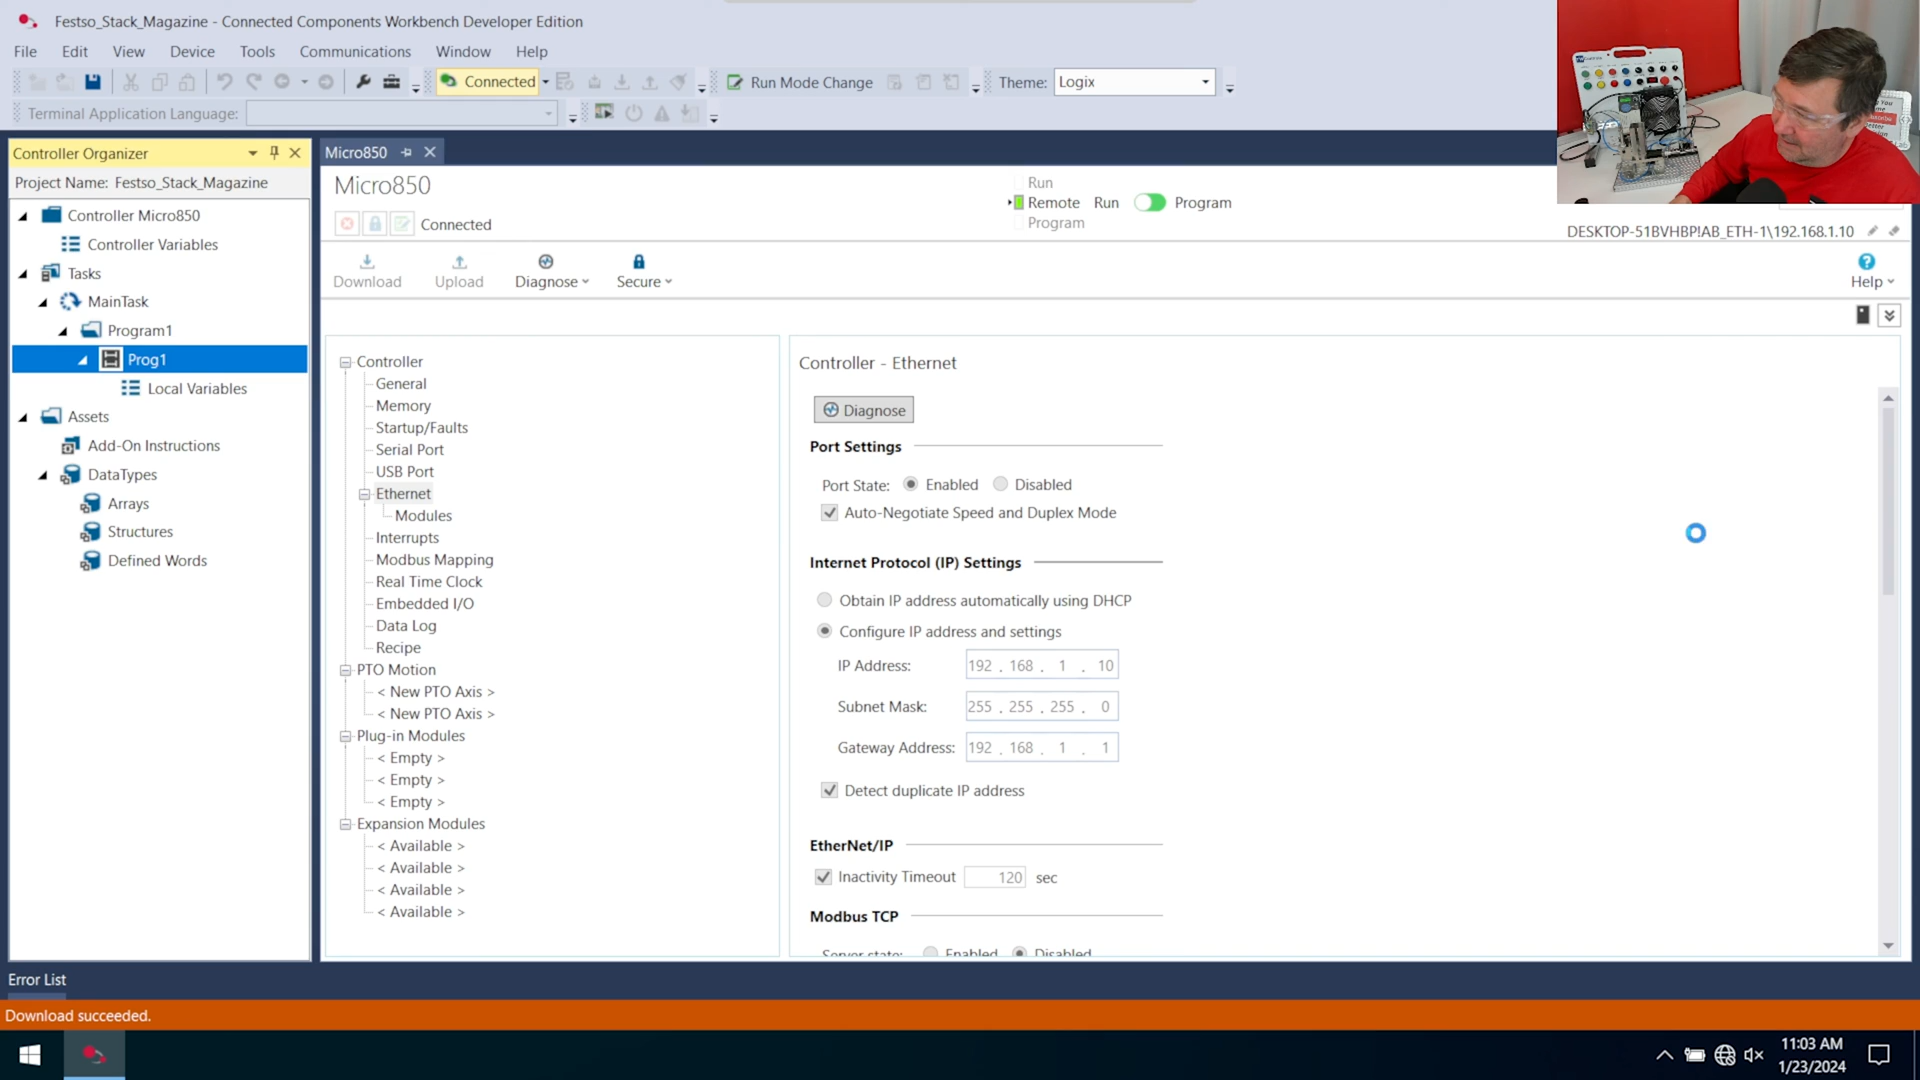 Festso_Stack_Magazine - Connected Components Workbench Developer Edition
File Edit View Device Tools Communications Window Help
Connected Run Mode Change Theme: Logix
Terminal Application Language:
Controller Organizer
Project Name: Festso_Stack_Magazine
Controller Micro850
Controller Variables
Tasks
MainTask
Program1
Prog1
Local Variables
Assets
Add-On Instructions
DataTypes
Arrays
Structures
Defined Words
Micro850
Micro850
Connected
Run
Remote Run Program
Program
DESKTOP-51BVHBP!AB_ETH-1\192.168.1.10
Download Upload Diagnose Secure Help
Controller
General
Memory
Startup/Faults
Serial Port
USB Port
Ethernet
Modules
Interrupts
Modbus Mapping
Real Time Clock
Embedded I/O
Data Log
Recipe
PTO Motion
< New PTO Axis >
< New PTO Axis >
Plug-in Modules
< Empty >
< Empty >
< Empty >
Expansion Modules
< Available >
< Available >
< Available >
< Available >
Controller - Ethernet
Diagnose
Port Settings
Port State: Enabled Disabled
Auto-Negotiate Speed and Duplex Mode
Internet Protocol (IP) Settings
Obtain IP address automatically using DHCP
Configure IP address and settings
IP Address: 192 . 168 . 1 . 10
Subnet Mask: 255 . 255 . 255 . 0
Gateway Address: 192 . 168 . 1 . 1
Detect duplicate IP address
EtherNet/IP
Inactivity Timeout 120 sec
Modbus TCP
Server state: Enabled Disabled
Error List
Download succeeded.
11:03 AM
1/23/2024